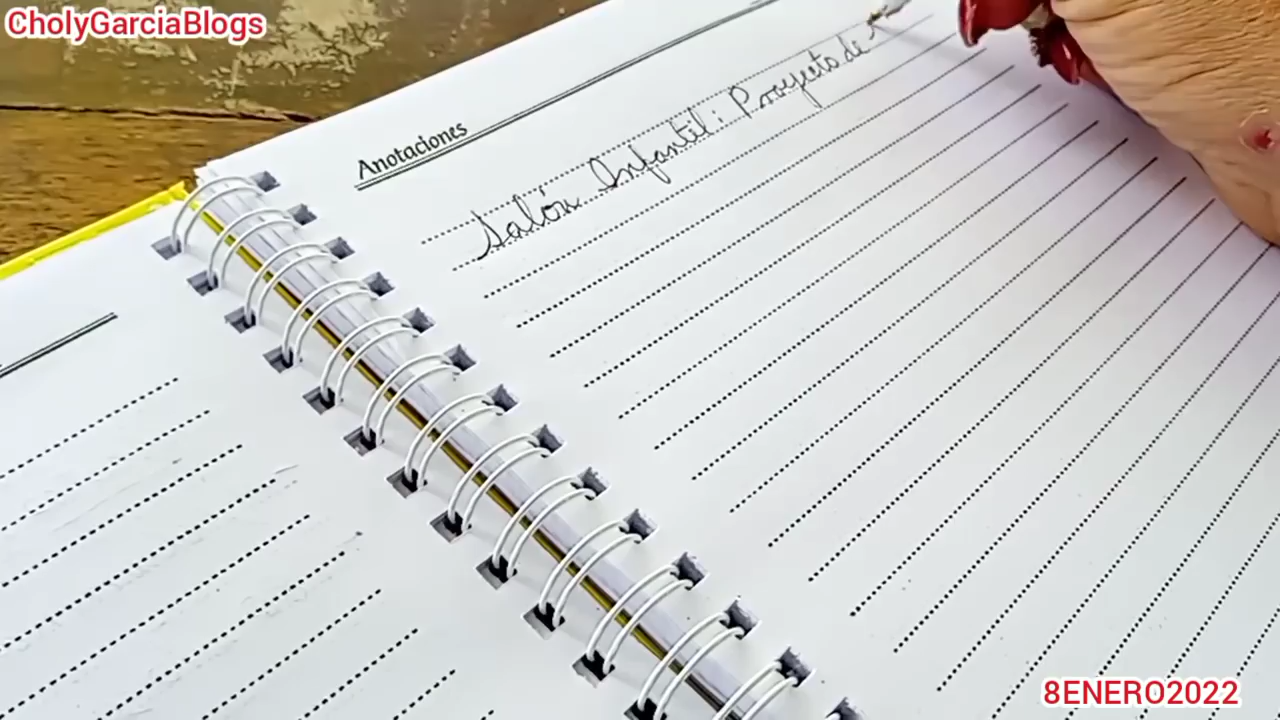 CholyGarciaBlogs
Anotaciones
Salón Infantil: Proyecto de
8ENERO2022